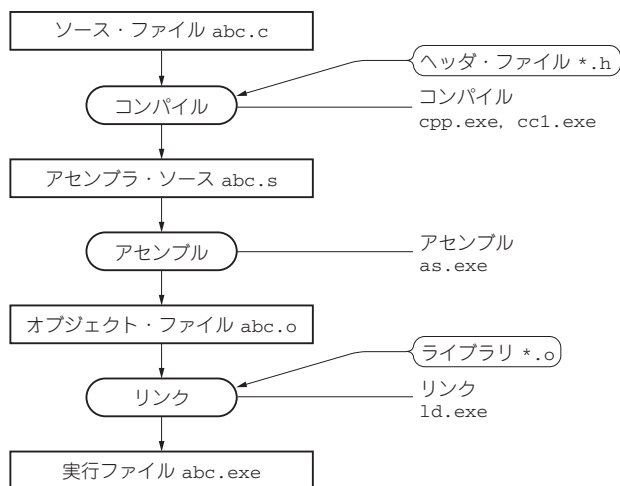 ソース・ファイル abc.c
ヘッダ・ファイル *.h
コンパイル
コンパイル
cpp.exe, cc1.exe
アセンブラ・ソース abc.s
アセンブル
アセンブル
as.exe
オブジェクト・ファイル abc.o
ライブラリ *.o
リンク
リンク
ld.exe
実行ファイル abc.exe